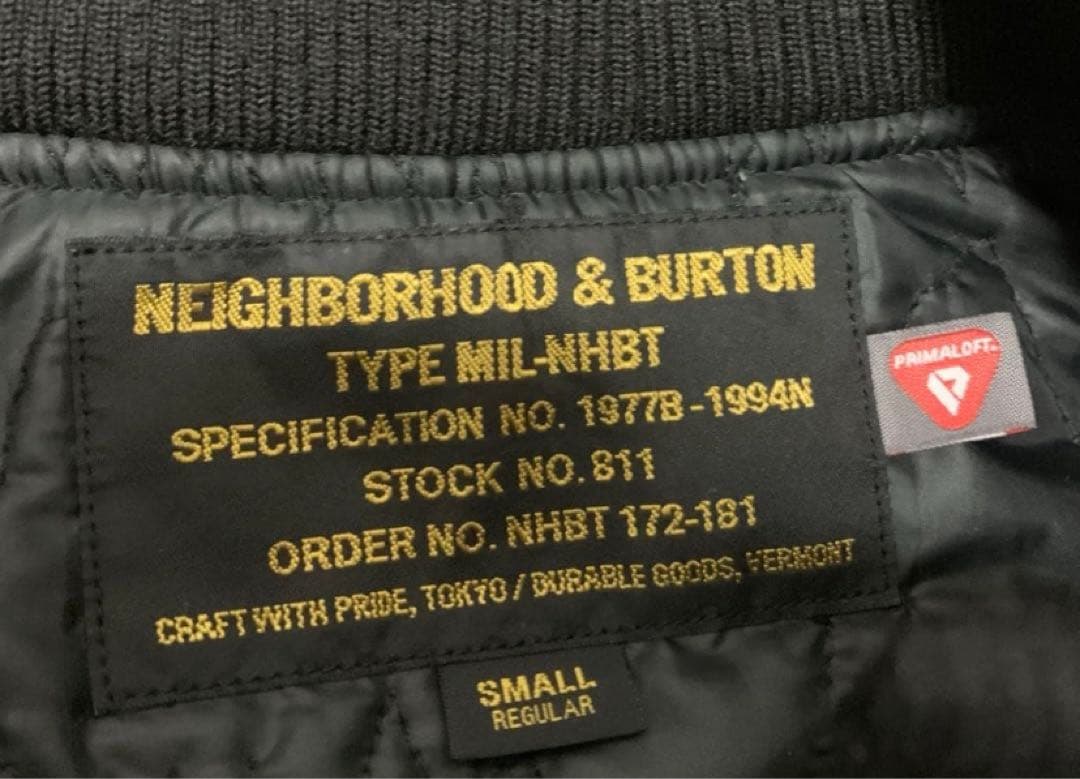 NEIGHBORHOOD & BURTON
TYPE MIL-NHBT
SPECIFICATION NO. 1977B-1994N
STOCK NO. 811
ORDER NO. NHBT 172-181
CRAFT WITH PRIDE, TOKYO / DURABLE GOODS, VERMONT
PRIMALOFT
SMALL
REGULAR